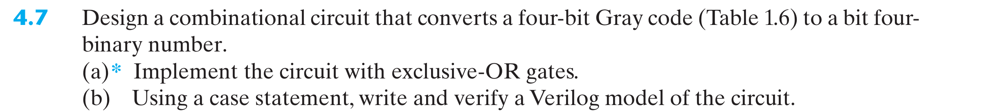 4.7 Design a combinational circuit that converts a four-bit Gray code (Table 1.6) to a bit four-
binary number.
(a)* Implement the circuit with exclusive-OR gates.
(b) Using a case statement, write and verify a Verilog model of the circuit.